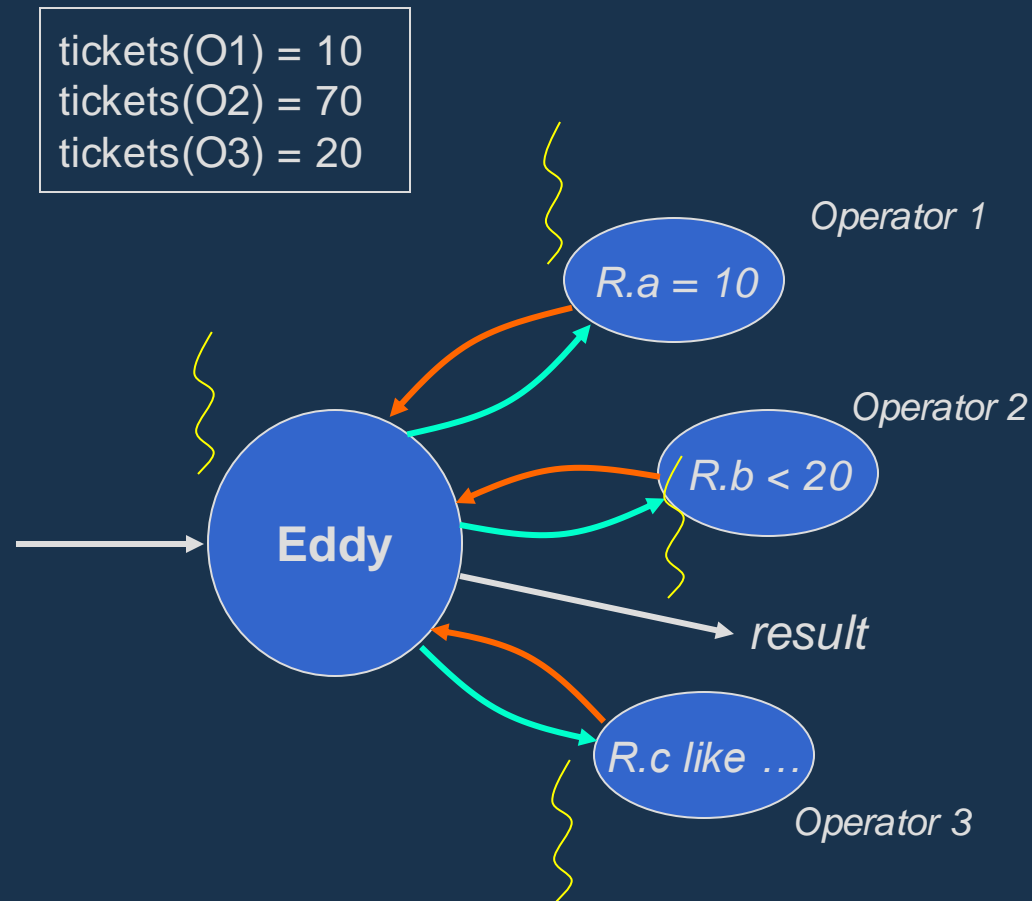 tickets(O1) = 10
tickets(O2) = 70
tickets(O3) = 20
Operator 1
R.a = 10
Operator 2
R.b < 20
Eddy
result
R.c like …
Operator 3